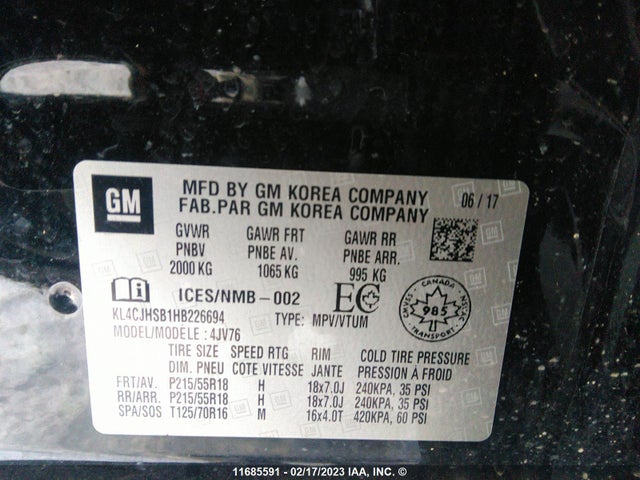 GM
MFD BY GM KOREA COMPANY
FAB.PAR GM KOREA COMPANY
06 / 17
GVWR GAWR FRT GAWR RR
PNBV PNBE AV. PNBE ARR.
2000 KG 1065 KG 995 KG
ICES/NMB-002 EC
CANADA
985
TRANSPORT
KL4CJHSB1HB226694 TYPE: MPV/VTUM
MODEL/MODÈLE : 4JV76
TIRE SIZE SPEED RTG RIM COLD TIRE PRESSURE
DIM. PNEU COTE VITESSE JANTE PRESSION À FROID
FRT/AV. P215/55R18 H 18x7.0J 240KPA, 35 PSI
RR/ARR. P215/55R18 H 18x7.0J 240KPA, 35 PSI
SPA/SOS T125/70R16 M 16x4.0T 420KPA, 60 PSI
11685591 - 02/17/2023 IAA, INC. ©